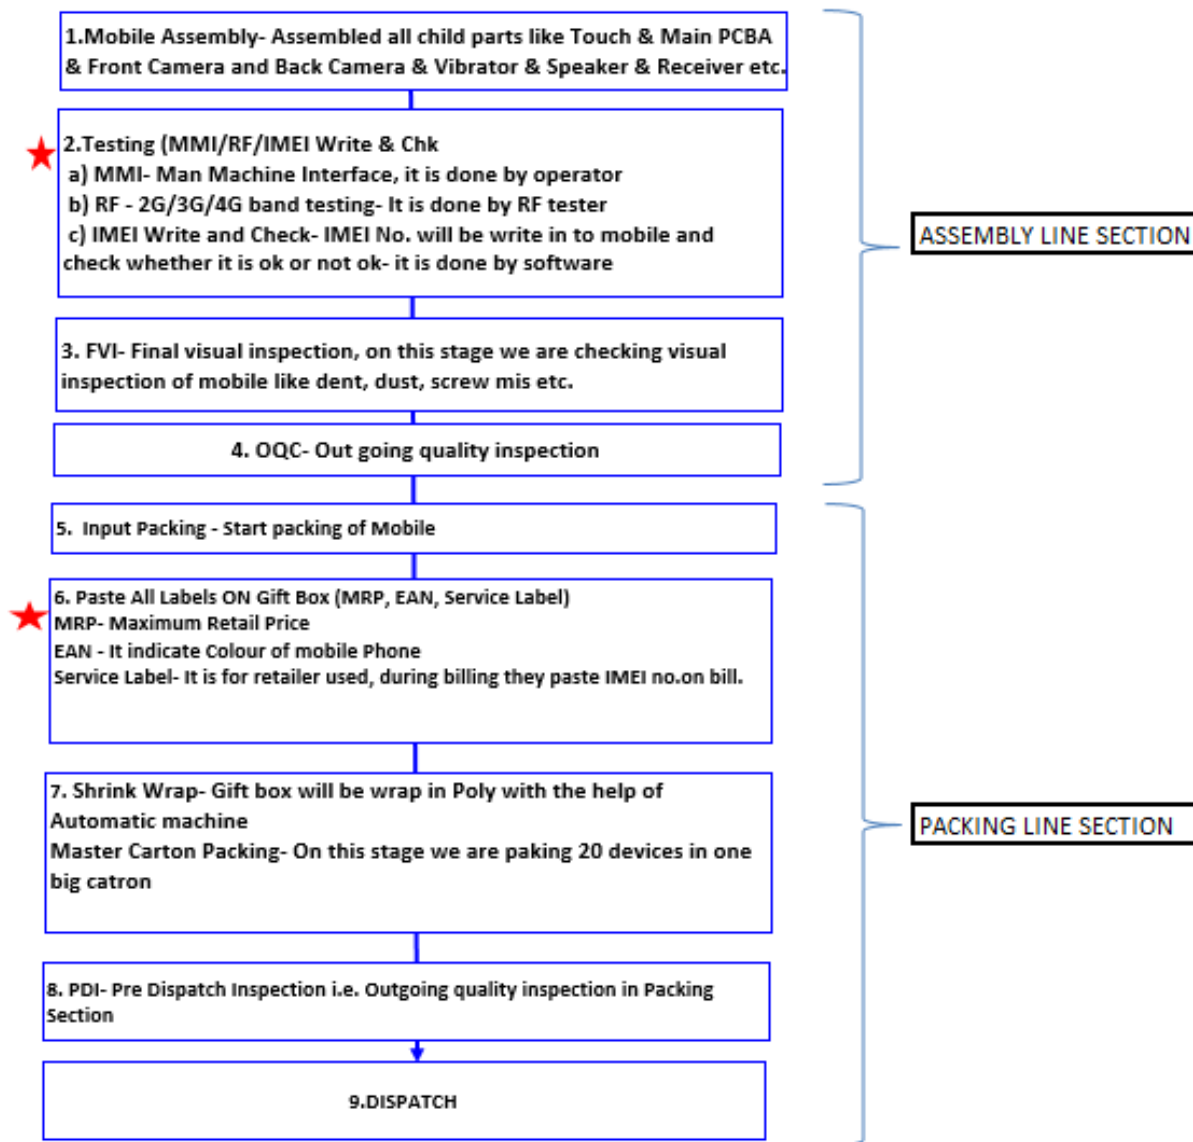 1.Mobile Assembly- Assembled all child parts like Touch & Main PCBA
& Front Camera and Back Camera & Vibrator & Speaker & Receiver etc.
2.Testing (MMI/RF/IMEI Write & Chk
a) MMI- Man Machine Interface, it is done by operator
b) RF - 2G/3G/4G band testing- It is done by RF tester
c) IMEI Write and Check- IMEI No. will be write in to mobile and
check whether it is ok or not ok- it is done by software
ASSEMBLY LINE SECTION
3. FVI- Final visual inspection, on this stage we are checking visual
inspection of mobile like dent, dust, screw mis etc.
4. OQC- Out going quality inspection
5. Input Packing - Start packing of Mobile
6. Paste All Labels ON Gift Box (MRP, EAN, Service Label)
MRP- Maximum Retail Price
EAN - It indicate Colour of mobile Phone
Service Label- It is for retailer used, during billing they paste IMEI no.on bill.
7. Shrink Wrap- Gift box will be wrap in Poly with the help of
Automatic machine
Master Carton Packing- On this stage we are paking 20 devices in one
big catron
PACKING LINE SECTION
8. PDI- Pre Dispatch Inspection i.e. Outgoing quality inspection in Packing
Section
9.DISPATCH